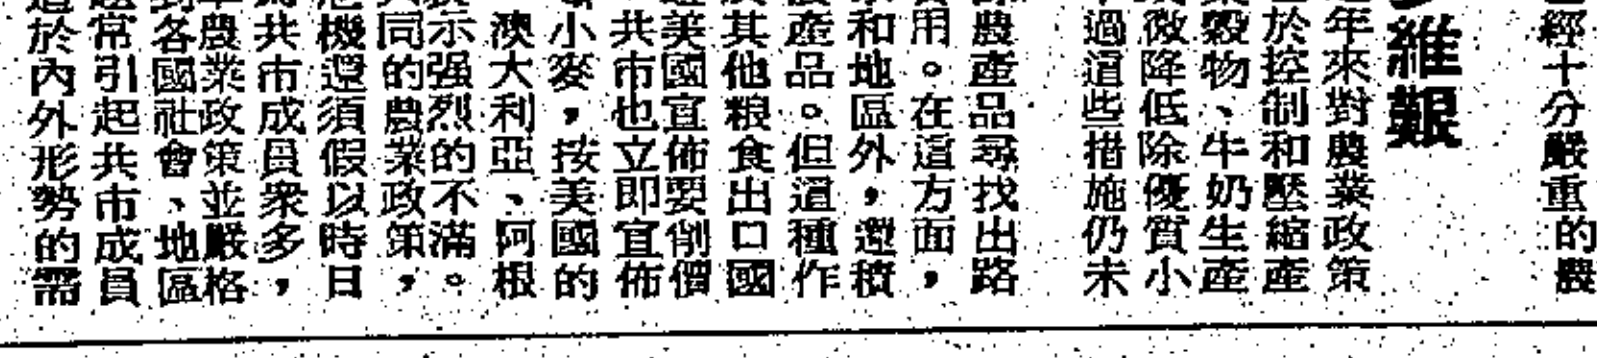 經十分嚴重的農
維艱
年來對農業政策
於控制和壓縮產
穀物、牛奶生產
微降低除優質小
過這些措施仍未
農產品尋找出路
用。在這方面，
和地區外，還積
產品。但這種作
其他粮食出口國
美國宣佈要削價
共市也立即宣佈
小麥，按美國的
澳大利亞、阿根
示强烈的不滿。
同的農業政策，
機還須假以時日
共市成員衆多，
農業政策並嚴格
各國社會、地區
常引起共市成員
於內外形勢的需